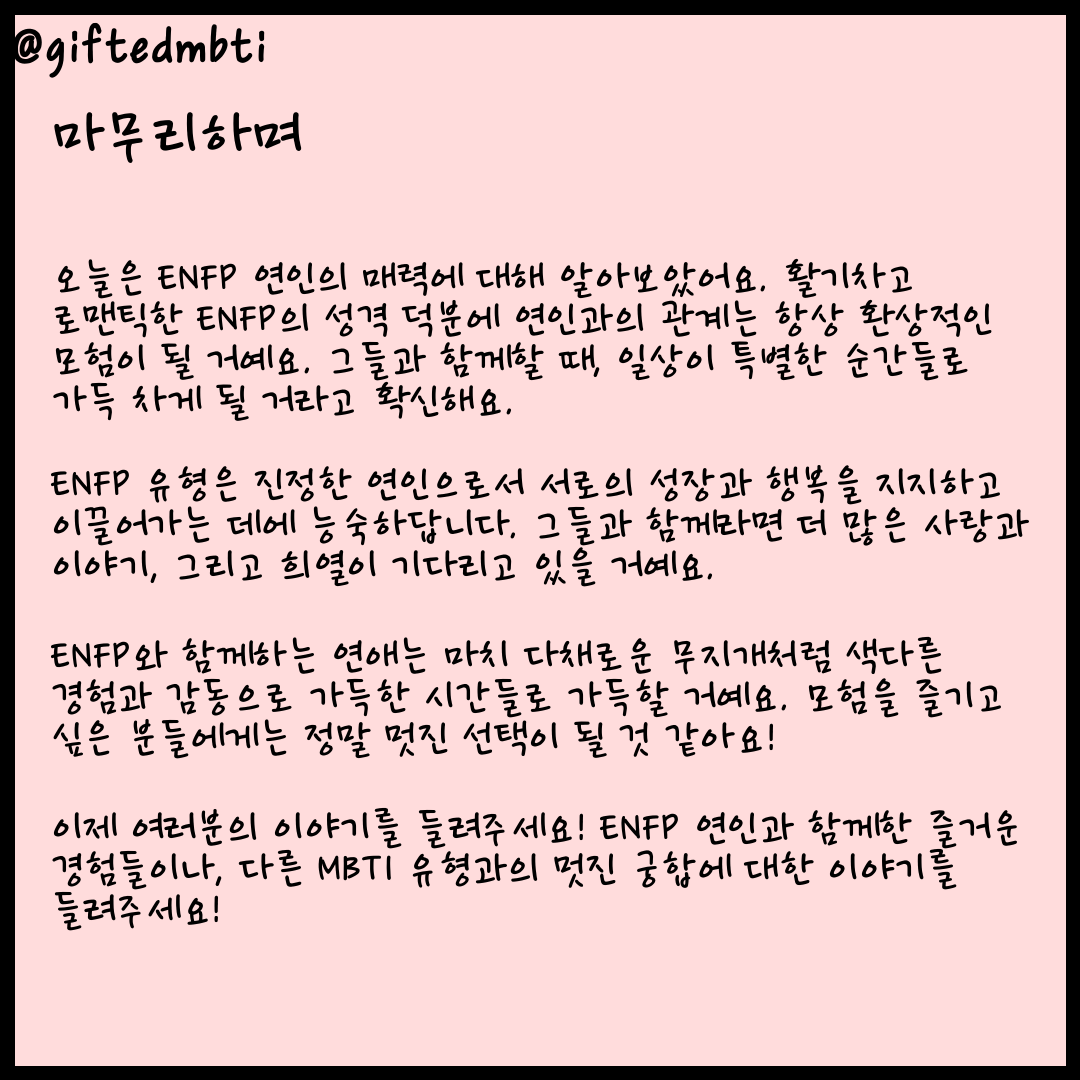 @giftedmbti
마무리하며
오늘은 ENFP 연인의 매력에 대해 알아보았어요. 활기차고
로맨틱한 ENFP의 성격 덕분에 연인과의 관계는 항상 환상적인
모험이 될 거예요. 그들과 함께할 때, 일상이 특별한 순간들로
가득 차게 될 거라고 확신해요.
ENFP 유형은 진정한 연인으로서 서로의 성장과 행복을 지지하고
이끌어가는 데에 능숙하답니다. 그들과 함께라면 더 많은 사랑과
이야기, 그리고 희열이 기다리고 있을 거예요.
ENFP와 함께하는 연애는 마치 다채로운 무지개처럼 색다른
경험과 감동으로 가득한 시간들로 가득할 거예요. 모험을 즐기고
싶은 분들에게는 정말 멋진 선택이 될 것 같아요!
이제 여러분의 이야기를 들려주세요! ENFP 연인과 함께한 즐거운
경험들이나, 다른 MBTI 유형과의 멋진 궁합에 대한 이야기를
들려주세요!